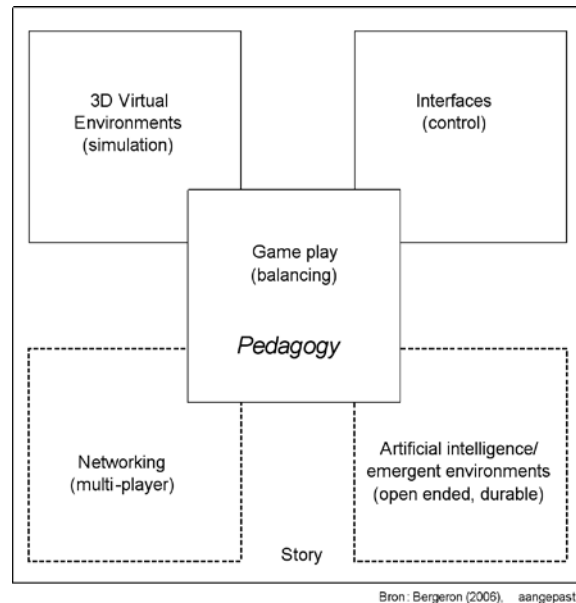 3D Virtual
Environments
(simulation)
Interfaces
(control)
Game play
(balancing)
Pedagogy
Networking
(multi-player)
Artificial intelligence/
emergent environments
(open ended, durable)
Story
Bron: Bergeron (2006), aangepast